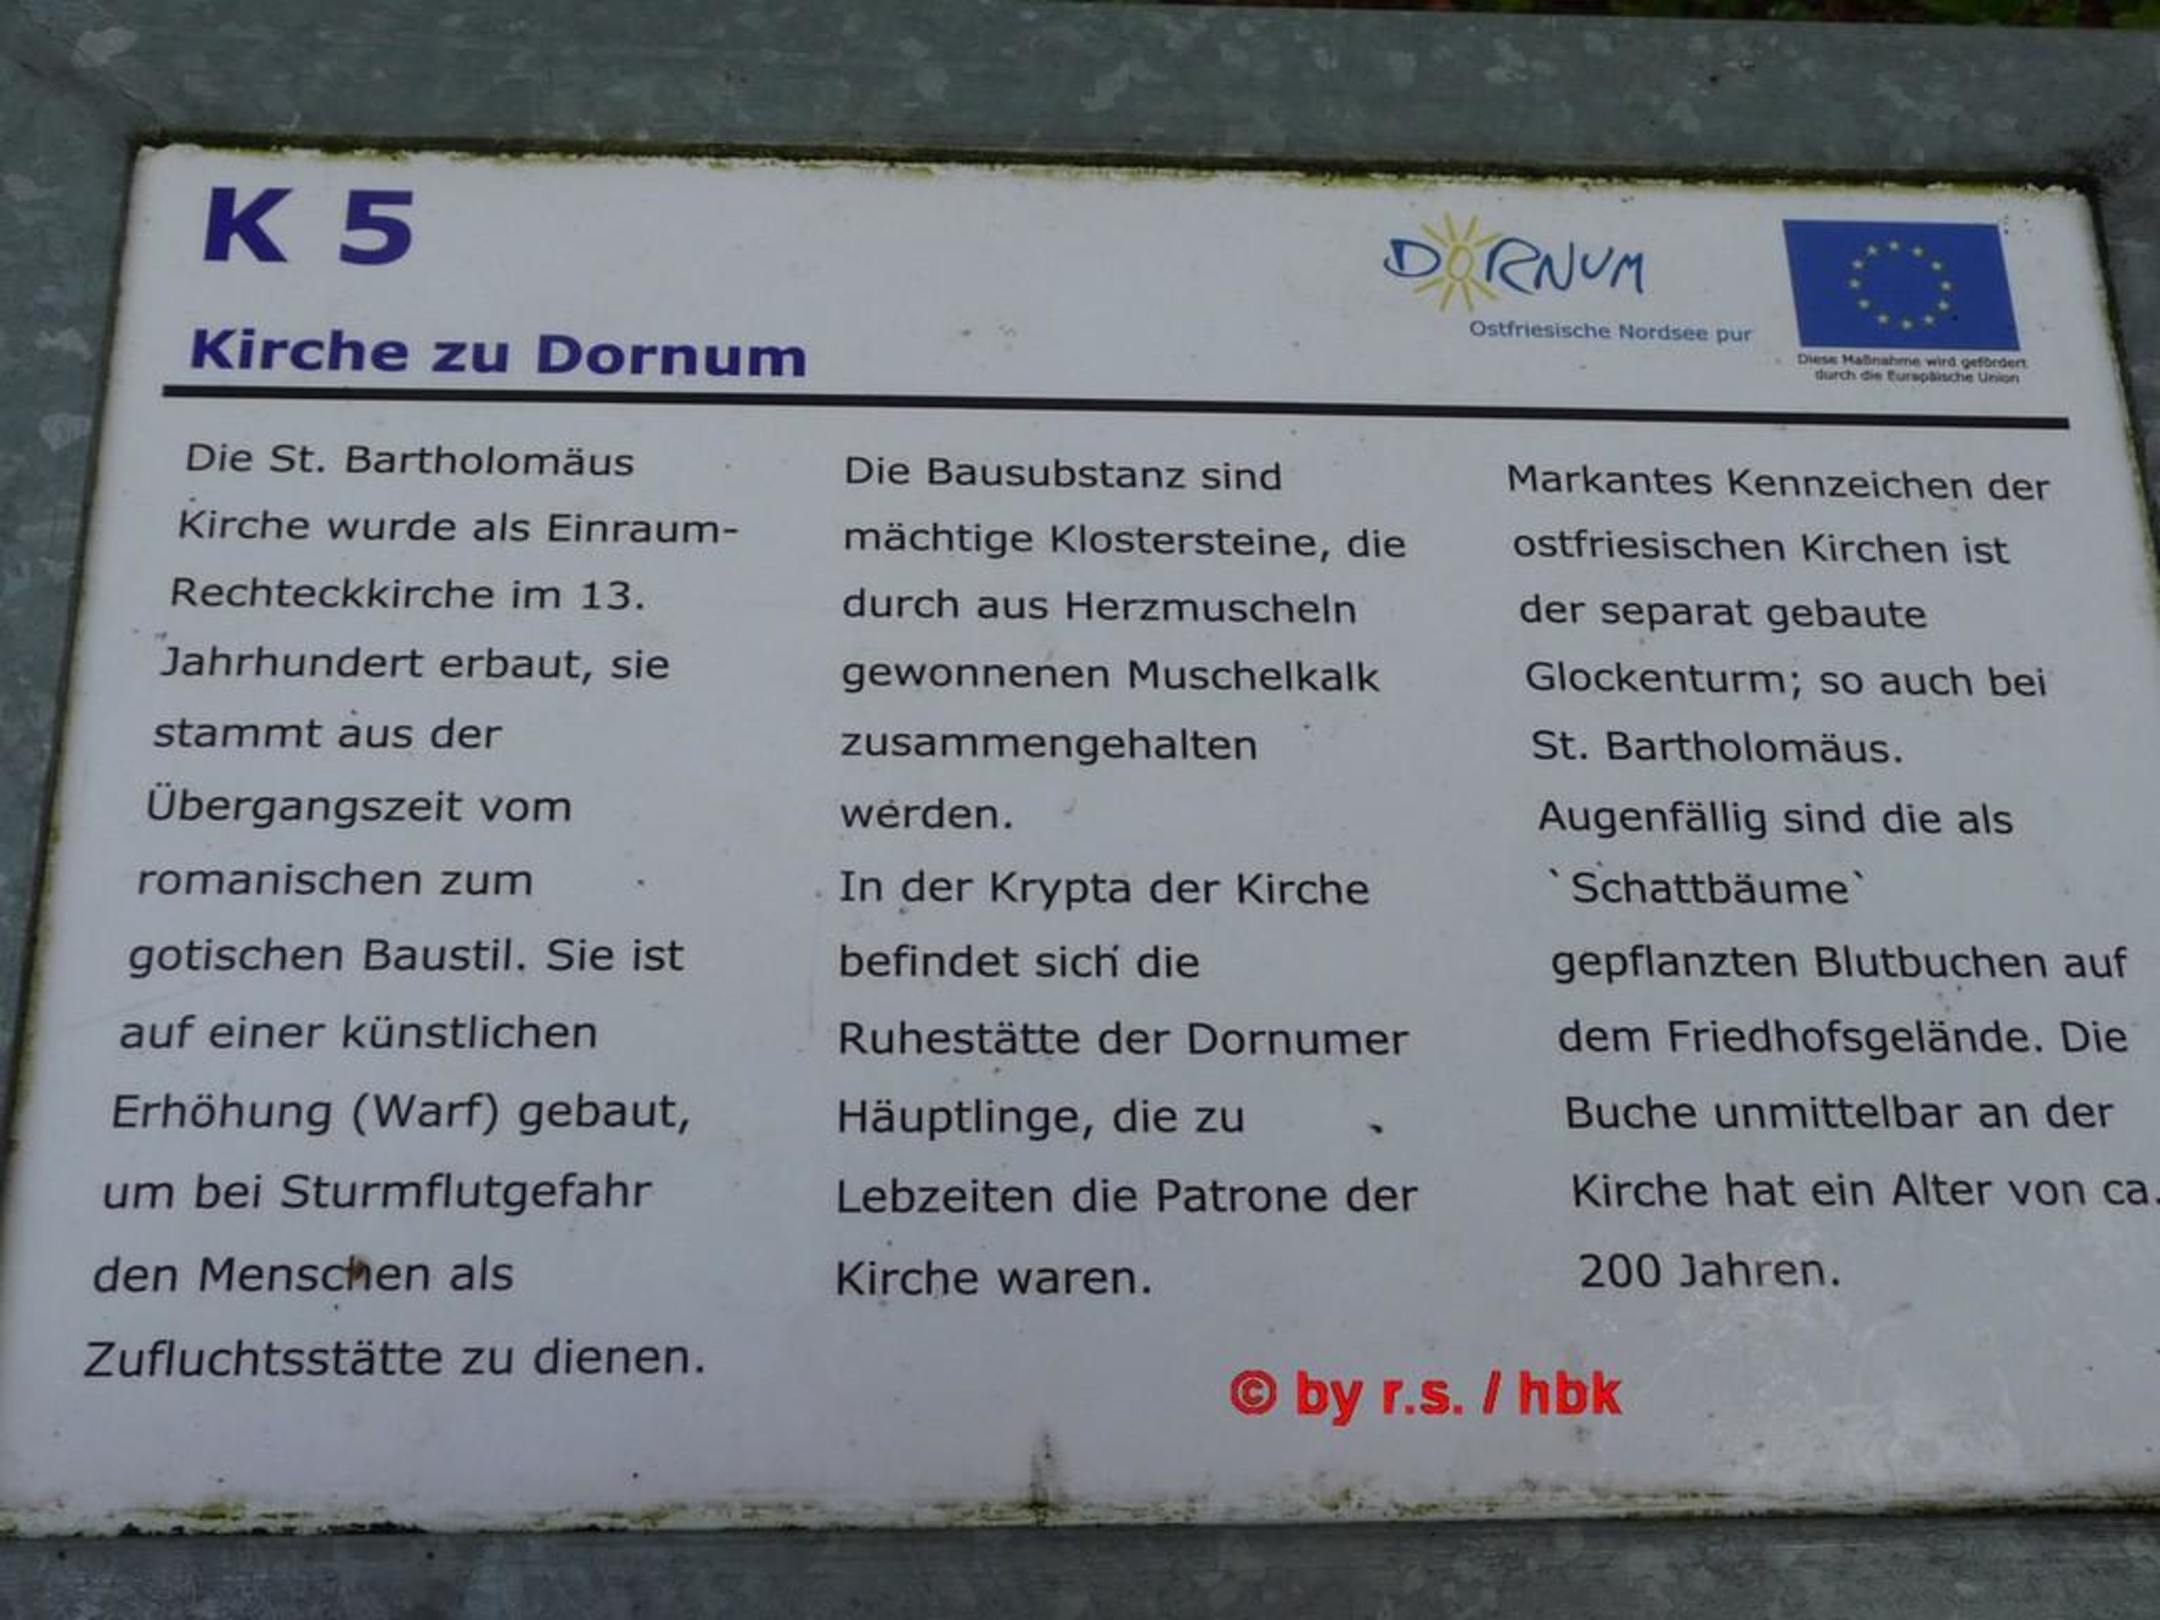 K 5
Kirche zu Dornum
DORNUM
Ostfriesische Nordsee pur
Diese Maßnahme wird gefördert
durch die Europäische Union
Die St. Bartholomäus
Kirche wurde als Einraum-
Rechteckkirche im 13.
Jahrhundert erbaut, sie
stammt aus der
Übergangszeit vom
romanischen zum
gotischen Baustil. Sie ist
auf einer künstlichen
Erhöhung (Warf) gebaut,
um bei Sturmflutgefahr
den Menschen als
Zufluchtsstätte zu dienen.
Die Bausubstanz sind
mächtige Klostersteine, die
durch aus Herzmuscheln
gewonnenen Muschelkalk
zusammengehalten
werden.
In der Krypta der Kirche
befindet sich die
Ruhestätte der Dornumer
Häuptlinge, die zu
Lebzeiten die Patrone der
Kirche waren.
Markantes Kennzeichen der
ostfriesischen Kirchen ist
der separat gebaute
Glockenturm; so auch bei
St. Bartholomäus.
Augenfällig sind die als
`Schattbäume`
gepflanzten Blutbuchen auf
dem Friedhofsgelände. Die
Buche unmittelbar an der
Kirche hat ein Alter von ca.
200 Jahren.
© by r.s. / hbk